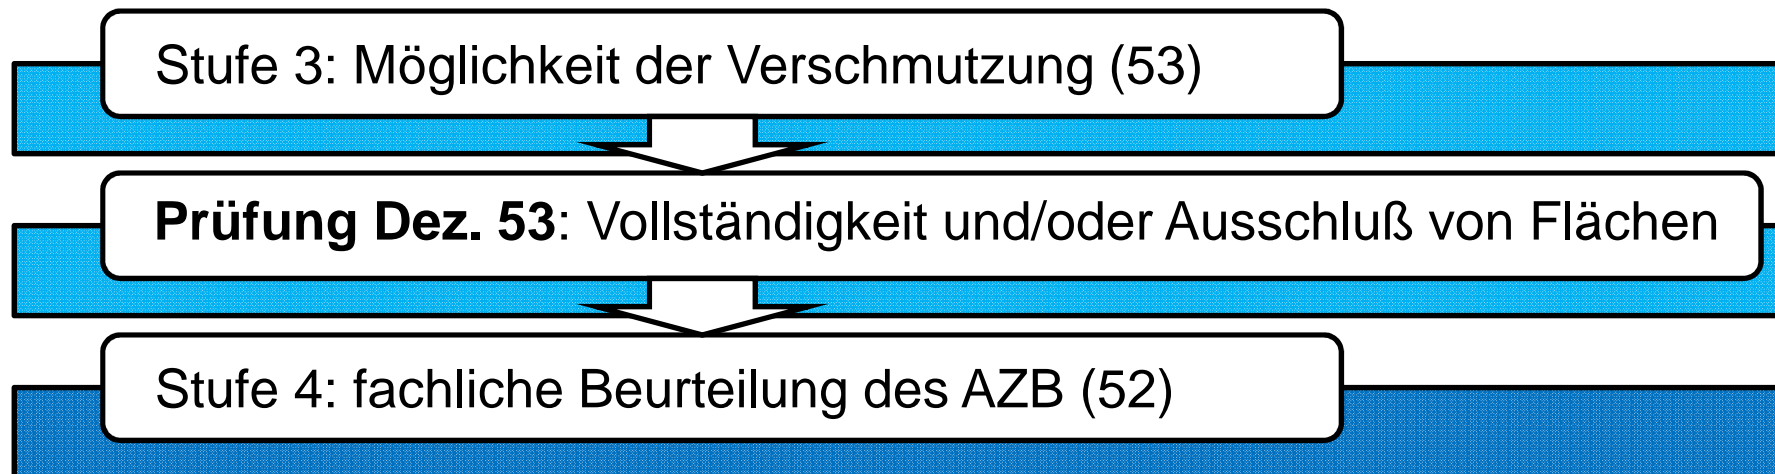 Stufe 3: Möglichkeit der Verschmutzung (53)
Prüfung Dez. 53: Vollständigkeit und/oder Ausschluß von Flächen
Stufe 4: fachliche Beurteilung des AZB (52)